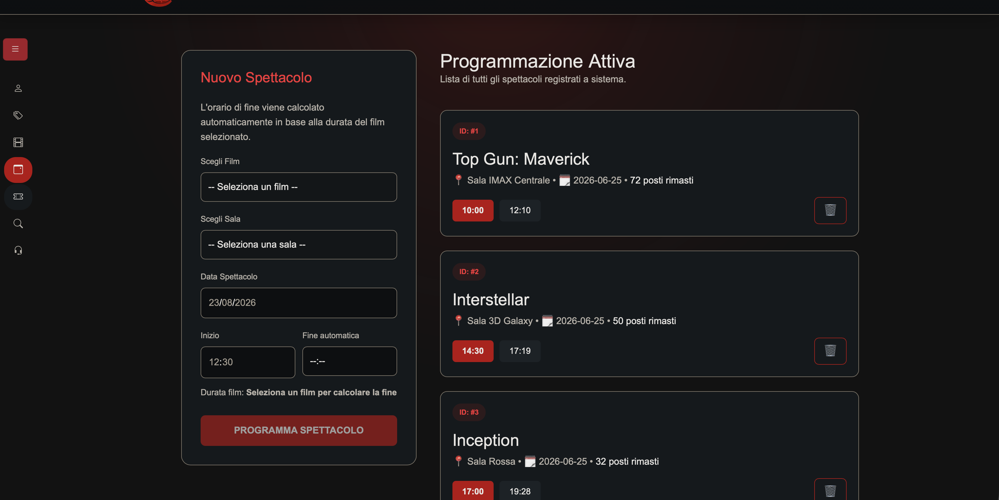 Nuovo Spettacolo
L'orario di fine viene calcolato
automaticamente in base alla durata del film
selezionato.
Scegli Film
-- Seleziona un film --
Scegli Sala
-- Seleziona una sala --
Data Spettacolo
23/08/2026
Inizio
Fine automatica
12:30
--:--
Durata film: Seleziona un film per calcolare la fine
PROGRAMMA SPETTACOLO
Programmazione Attiva
Lista di tutti gli spettacoli registrati a sistema.
ID: #1
Top Gun: Maverick
📍 Sala IMAX Centrale • 🗓️ 2026-06-25 • 72 posti rimasti
10:00
12:10
ID: #2
Interstellar
📍 Sala 3D Galaxy • 🗓️ 2026-06-25 • 50 posti rimasti
14:30
17:19
ID: #3
Inception
📍 Sala Rossa • 🗓️ 2026-06-25 • 32 posti rimasti
17:00
19:28